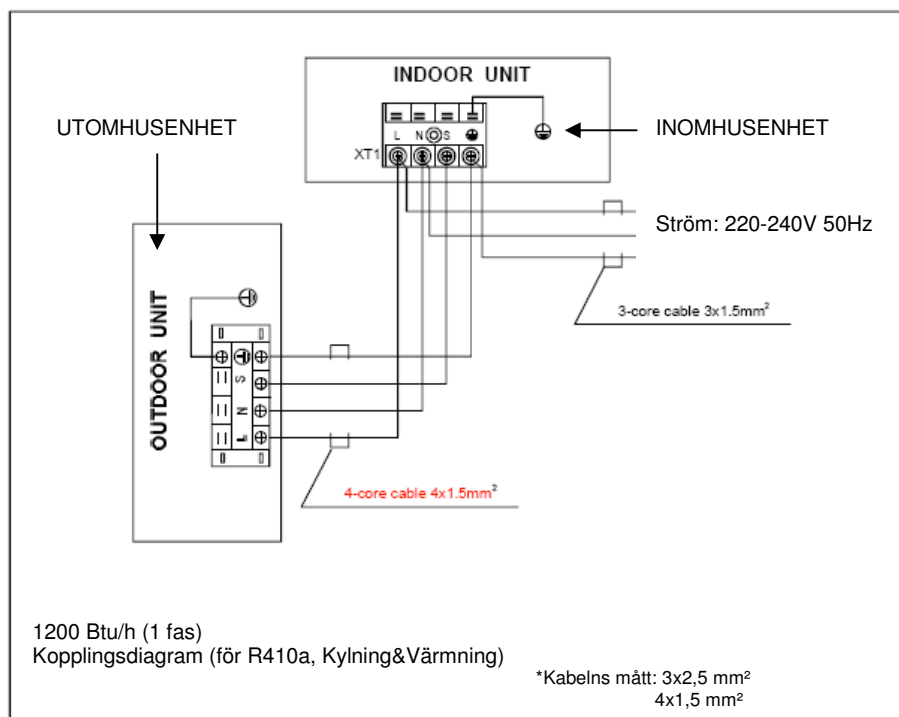 INDOOR UNIT
UTOMHUSENHET
INOMHUSENHET
L N S
XT1
Ström: 220-240V 50Hz
3-core cable 3x1.5mm²
OUTDOOR UNIT
S
N
L
4-core cable 4x1.5mm²
1200 Btu/h (1 fas)
Kopplingsdiagram (för R410a, Kylning&Värmning)
*Kabelns mått: 3x2,5 mm²
4x1,5 mm²